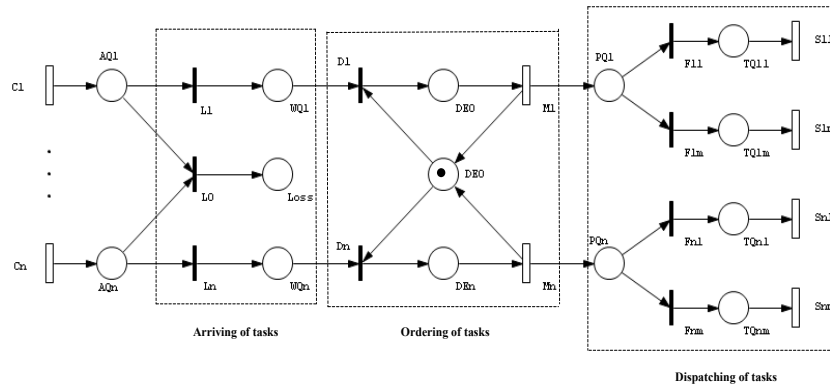 C1
AQ1
L1
WQ1
D1
DE0
M1
PQ1
F11
TQ11
S11
F1m
TQ1m
S1m
L0
Loss
DE0
Cn
AQn
Ln
WQn
Dn
DEn
Mn
PQn
Fn1
TQn1
Sn1
Fnm
TQnm
Snm
Arriving of tasks
Ordering of tasks
Dispatching of tasks